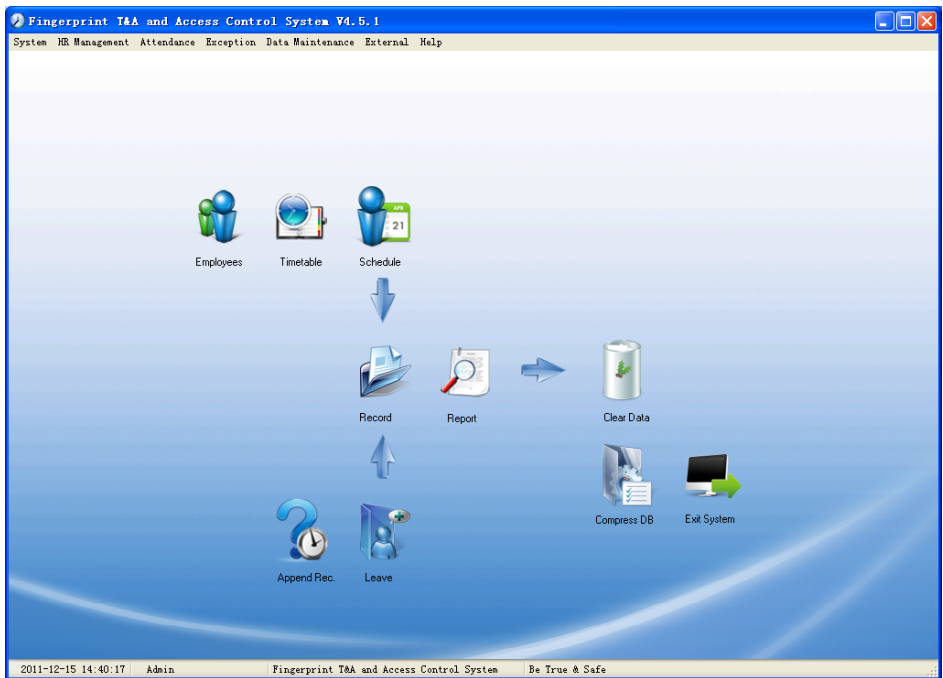 Fingerprint T&A and Access Control System V4.5.1
System HR Management Attendance Exception Data Maintenance External Help
APR
21
Employees Timetable Schedule
Record Report Clear Data
Compress DB Exit System
Append Rec. Leave
2011-12-15 14:40:17 Admin Fingerprint T&A and Access Control System Be True & Safe